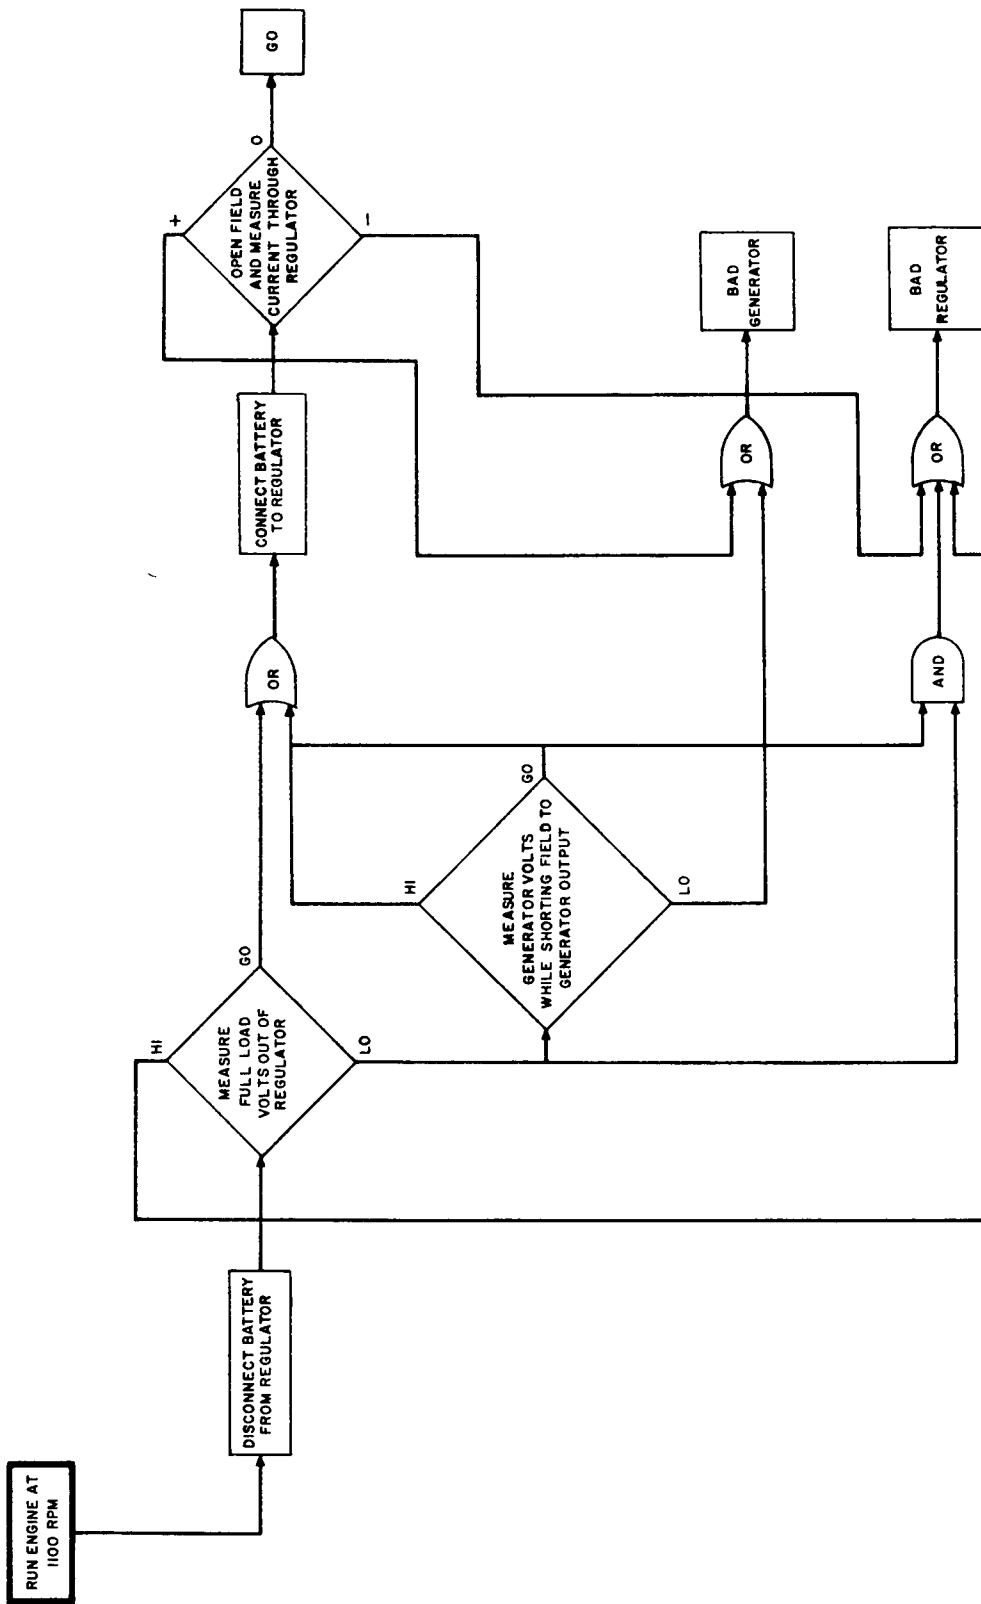 RUN ENGINE AT
1100 RPM
DISCONNECT BATTERY
FROM REGULATOR
HI
MEASURE
FULL LOAD
VOLTS OUT OF
REGULATOR
GO
LO
HI
MEASURE
GENERATOR VOLTS
WHILE SHORTING FIELD TO
GENERATOR OUTPUT
GO
LO
OR
CONNECT BATTERY
TO REGULATOR
+
OPEN FIELD
AND MEASURE
CURRENT THROUGH
REGULATOR
O
−
GO
OR
BAD
GENERATOR
AND
OR
BAD
REGULATOR